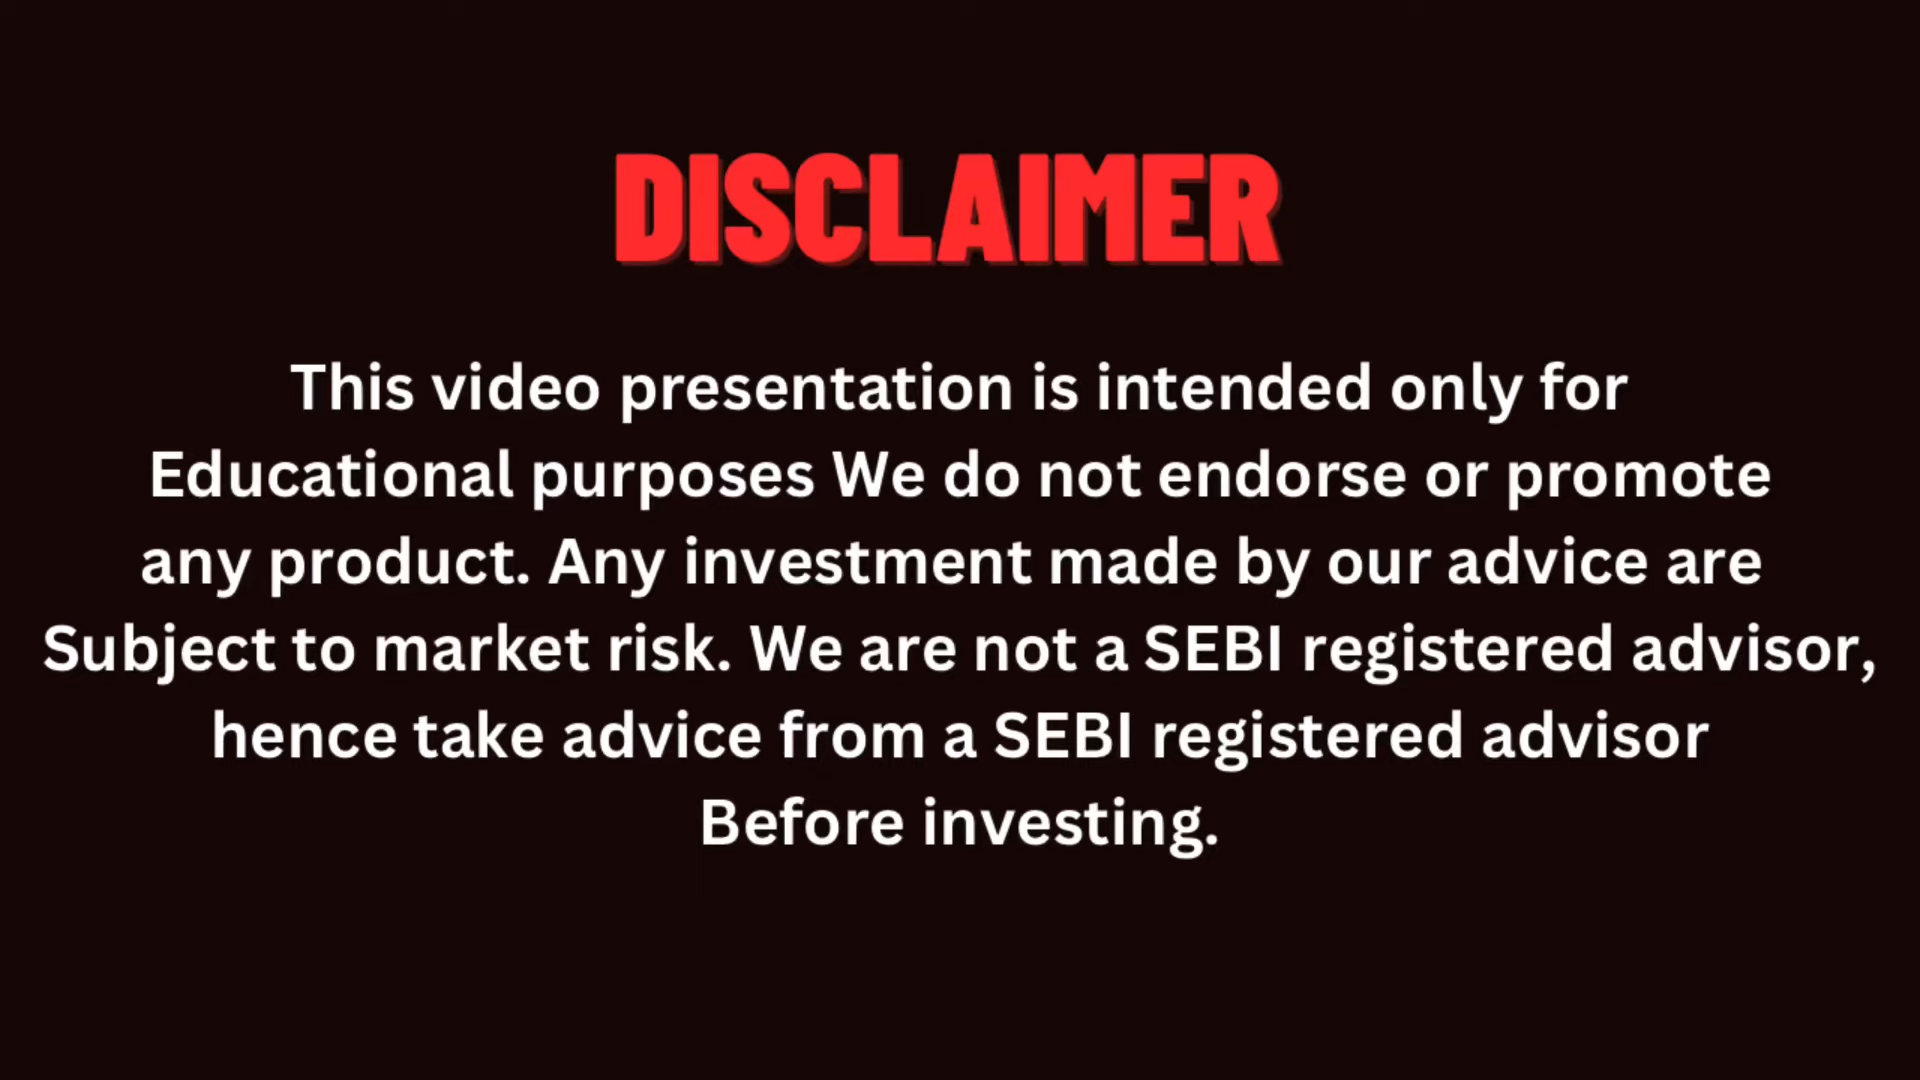 DISCLAIMER
This video presentation is intended only for
Educational purposes We do not endorse or promote
any product. Any investment made by our advice are
Subject to market risk. We are not a SEBI registered advisor,
hence take advice from a SEBI registered advisor
Before investing.